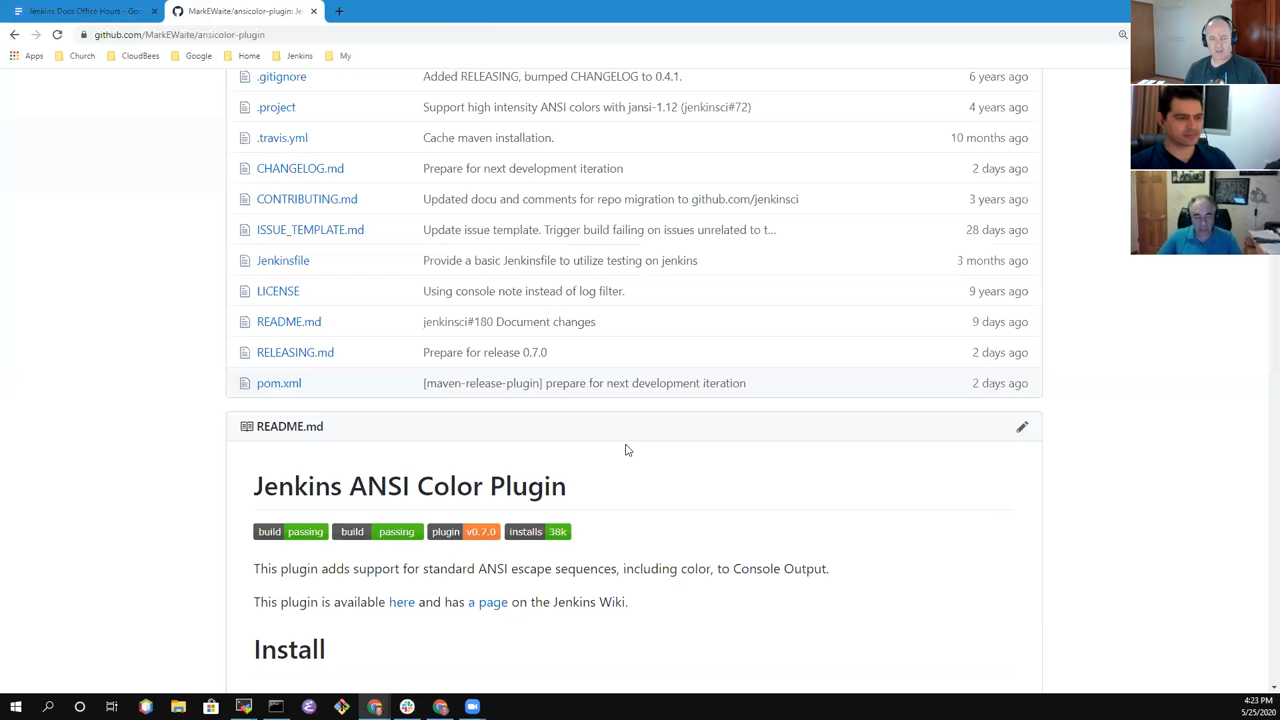 Jenkins Docs Office Hours - Goo
MarkEWaite/ansicolor-plugin: Je
github.com/MarkEWaite/ansicolor-plugin
Apps Church CloudBees Google Home Jenkins My
.gitignore Added RELEASING, bumped CHANGELOG to 0.4.1. 6 years ago
.project Support high intensity ANSI colors with jansi-1.12 (jenkinsci#72) 4 years ago
.travis.yml Cache maven installation. 10 months ago
CHANGELOG.md Prepare for next development iteration 2 days ago
CONTRIBUTING.md Updated docu and comments for repo migration to github.com/jenkinsci 3 years ago
ISSUE_TEMPLATE.md Update issue template. Trigger build failing on issues unrelated to t... 28 days ago
Jenkinsfile Provide a basic Jenkinsfile to utilize testing on jenkins 3 months ago
LICENSE Using console note instead of log filter. 9 years ago
README.md jenkinsci#180 Document changes 9 days ago
RELEASING.md Prepare for release 0.7.0 2 days ago
pom.xml [maven-release-plugin] prepare for next development iteration 2 days ago
README.md
Jenkins ANSI Color Plugin
build passing build passing plugin v0.7.0 installs 38k
This plugin adds support for standard ANSI escape sequences, including color, to Console Output.
This plugin is available here and has a page on the Jenkins Wiki.
Install
4:23 PM
5/25/2020